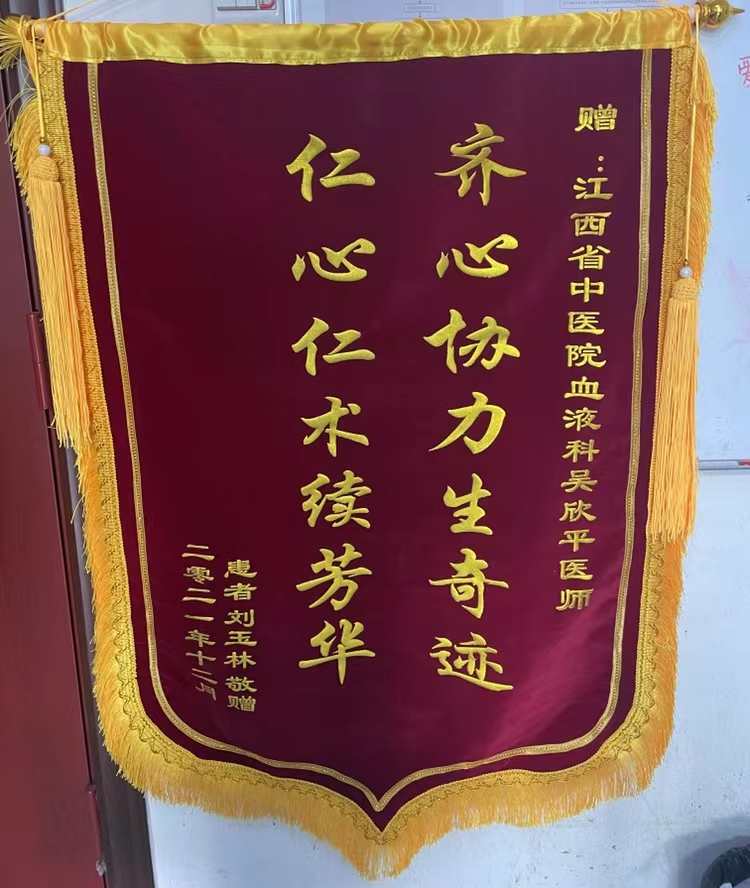 赠：江西省中医院血液科吴欣平医师
齐心协力生奇迹
仁心仁术续芳华
患者刘玉林敬赠
二零二一年十二月